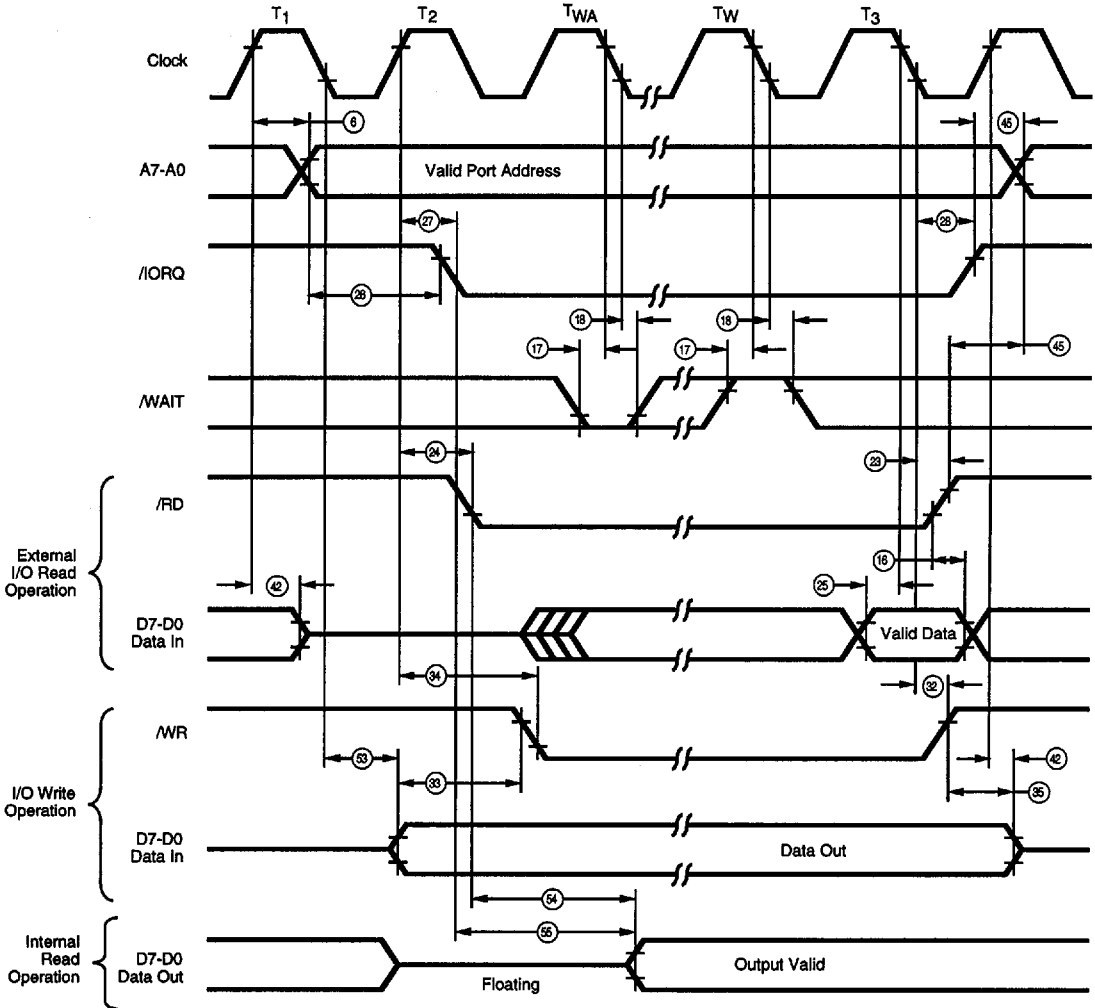 T1 T2 TWA TW T3
Clock
6
45
A7-A0
Valid Port Address
27
28
/IORQ
28
18
18
17
17
45
/WAIT
24
23
/RD
External
I/O Read
Operation
16
42
25
D7-D0
Data In
Valid Data
34
32
/WR
53
42
33
35
I/O Write
Operation
D7-D0
Data In
Data Out
54
55
Internal
Read
Operation
D7-D0
Data Out
Floating
Output Valid